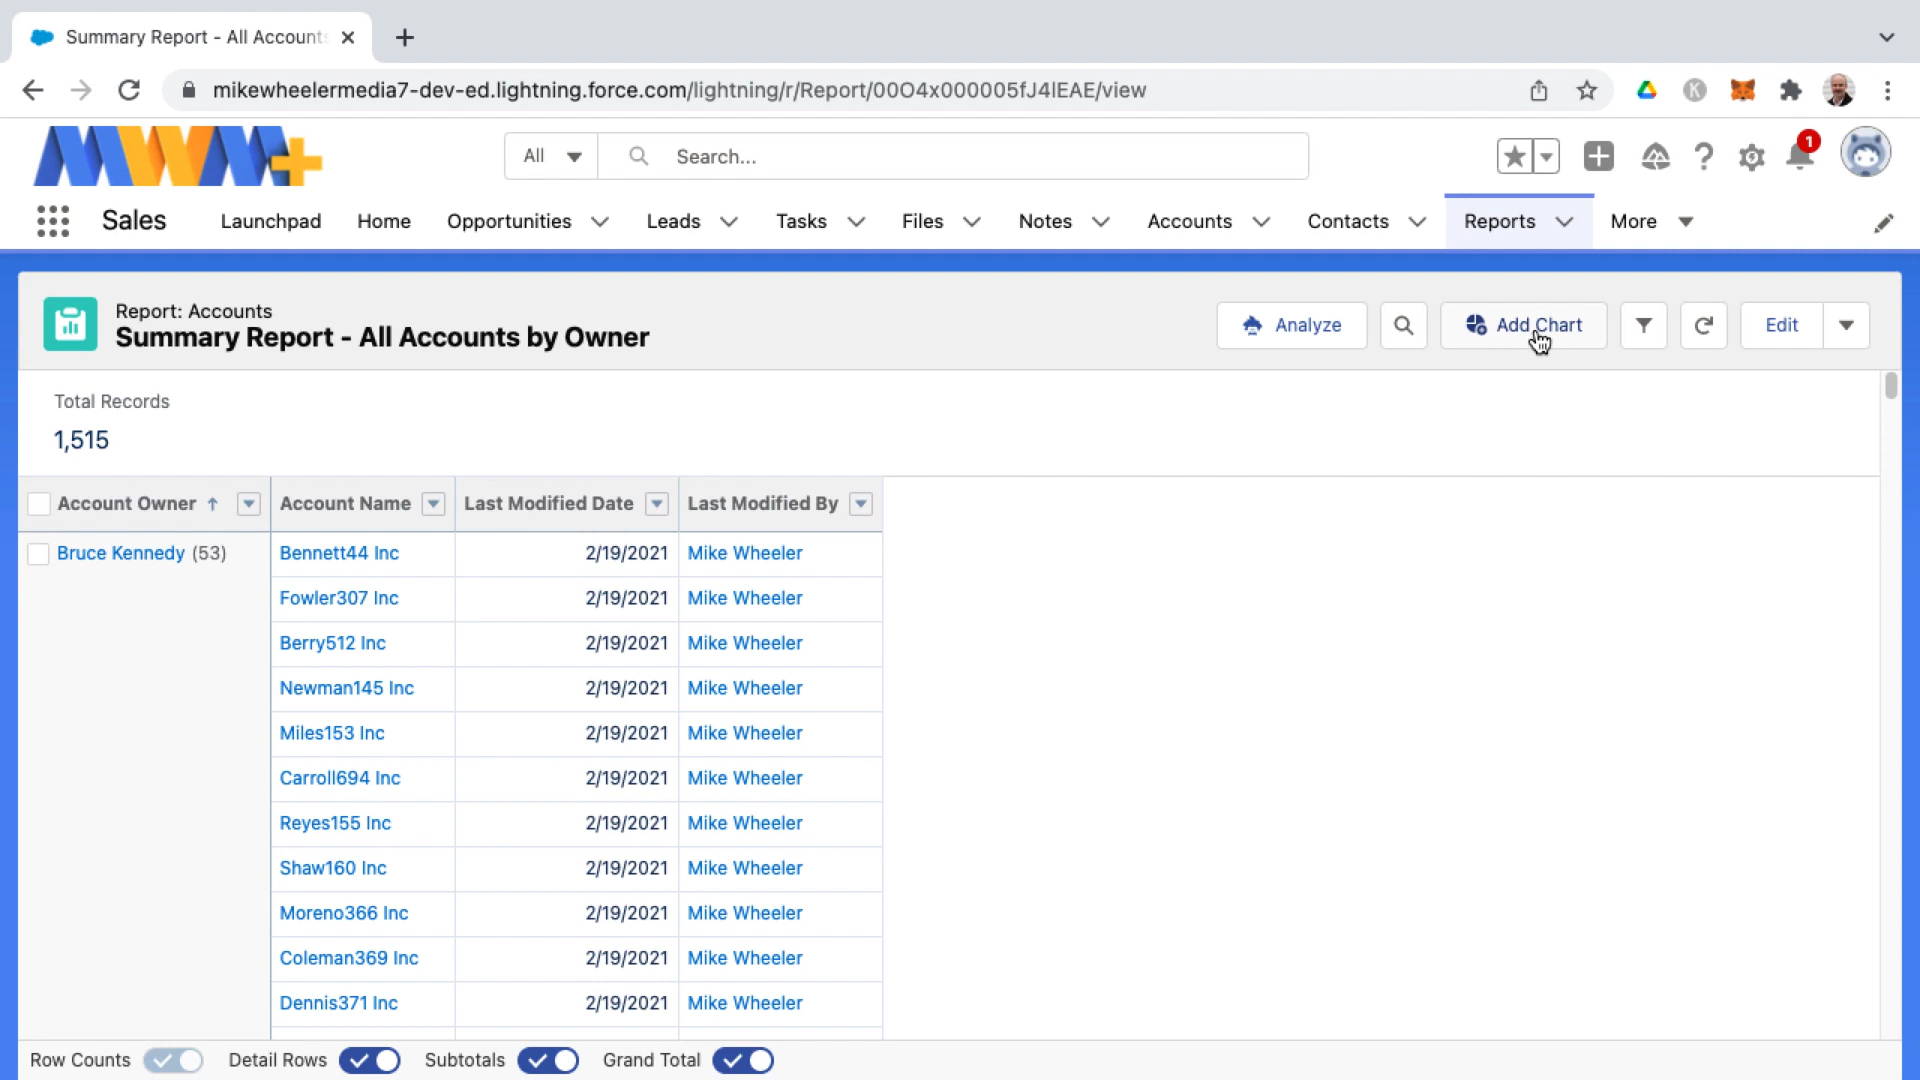 Summary Report - All Accounts
mikewheelermedia7-dev-ed.lightning.force.com/lightning/r/Report/00O4x000005fJ4lEAE/view
K
MWM+
All
Search...
1
Sales
Launchpad
Home
Opportunities
Leads
Tasks
Files
Notes
Accounts
Contacts
Reports
More
Report: Accounts
Summary Report - All Accounts by Owner
Analyze
Add Chart
Edit
Total Records
1,515
Account Owner Account Name Last Modified Date Last Modified By
Bruce Kennedy (53) Bennett44 Inc 2/19/2021 Mike Wheeler
Fowler307 Inc 2/19/2021 Mike Wheeler
Berry512 Inc 2/19/2021 Mike Wheeler
Newman145 Inc 2/19/2021 Mike Wheeler
Miles153 Inc 2/19/2021 Mike Wheeler
Carroll694 Inc 2/19/2021 Mike Wheeler
Reyes155 Inc 2/19/2021 Mike Wheeler
Shaw160 Inc 2/19/2021 Mike Wheeler
Moreno366 Inc 2/19/2021 Mike Wheeler
Coleman369 Inc 2/19/2021 Mike Wheeler
Dennis371 Inc 2/19/2021 Mike Wheeler
Row Counts Detail Rows Subtotals Grand Total